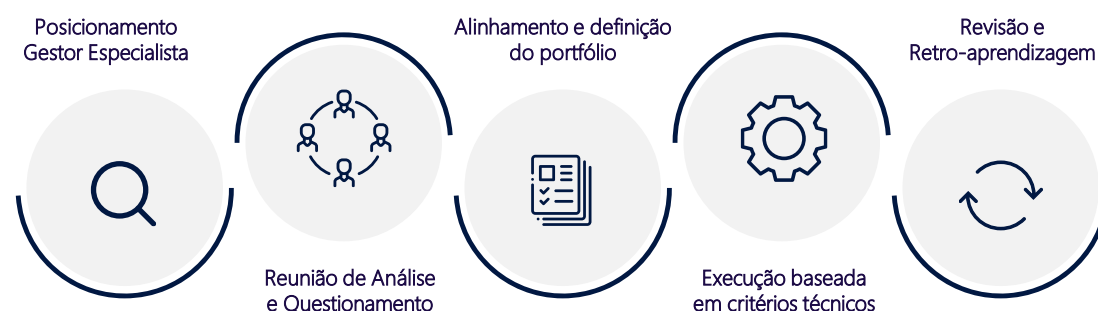 Posicionamento
Gestor Especialista
Reunião de Análise
e Questionamento
Alinhamento e definição
do portfólio
Execução baseada
em critérios técnicos
Revisão e
Retro-aprendizagem